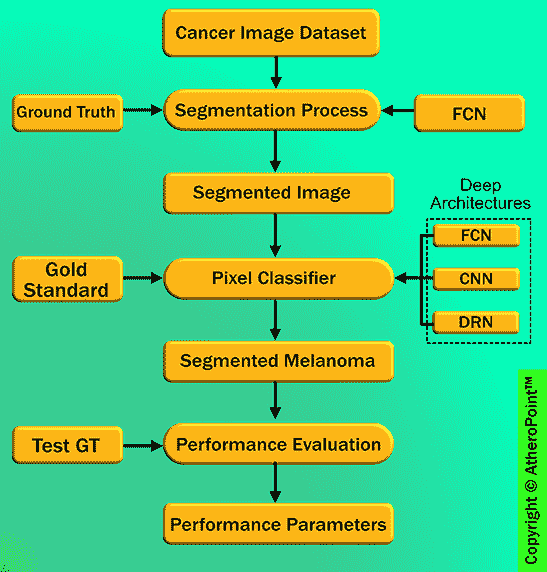 Cancer Image Dataset
Ground Truth
Segmentation Process
FCN
Segmented Image
Deep
Architectures
FCN
Gold
Standard
Pixel Classifier
CNN
DRN
Segmented Melanoma
Test GT
Performance Evaluation
Performance Parameters
Copyright © AtheroPoint™